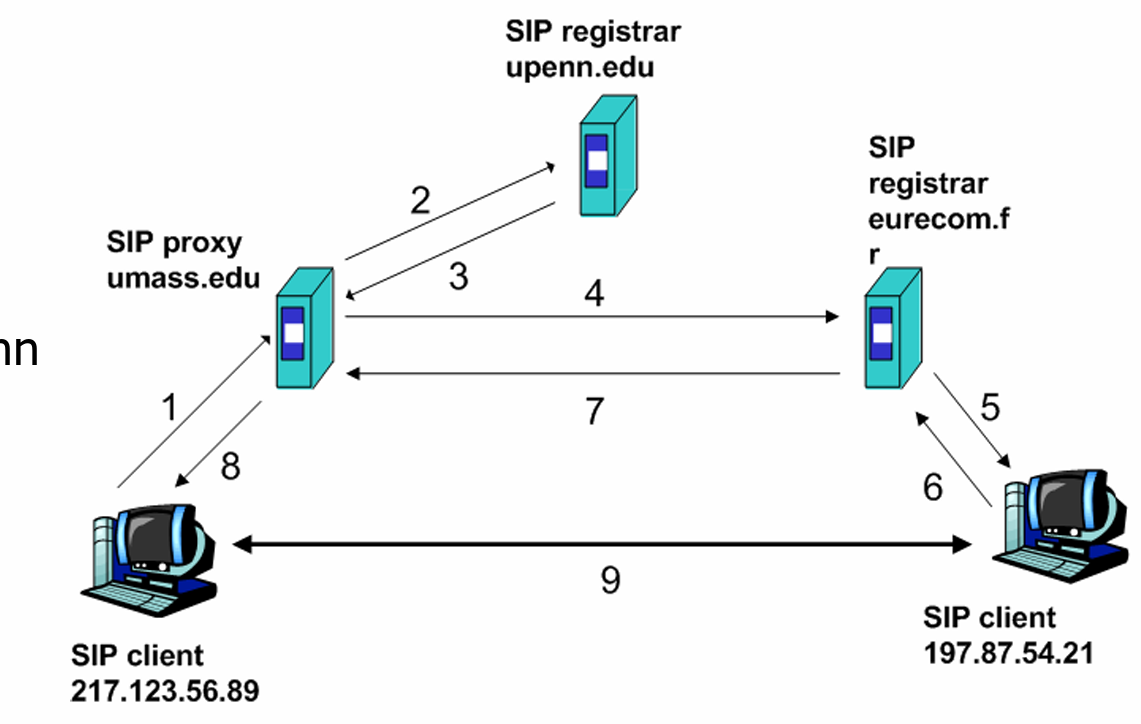 SIP registrar
upenn.edu
SIP
registrar
eurecom.f
r
2
SIP proxy
umass.edu
3
4
nn
1
7
5
8
6
9
SIP client
197.87.54.21
SIP client
217.123.56.89